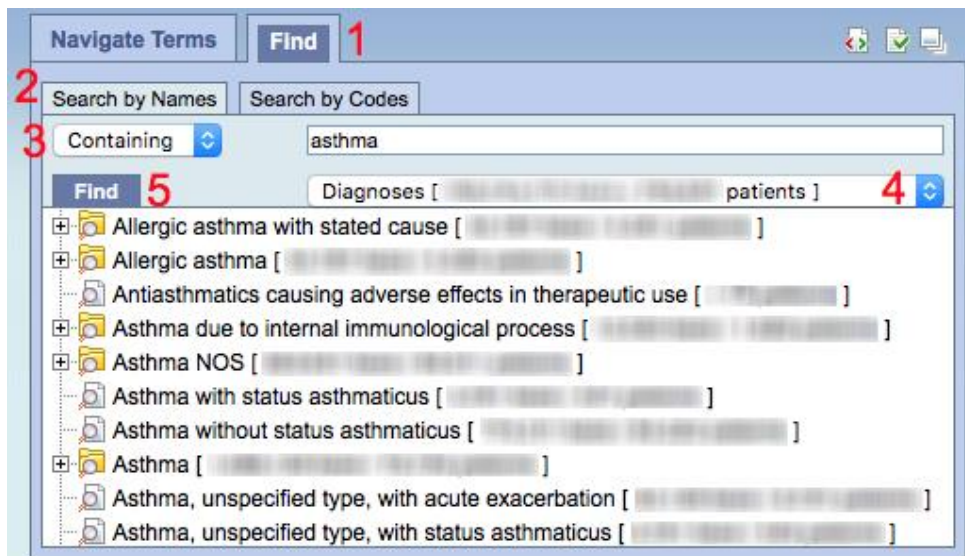 Navigate Terms Find 1
2 Search by Names Search by Codes
3 Containing asthma
Find 5 Diagnoses [ patients ] 4
Allergic asthma with stated cause [ ]
Allergic asthma [ ]
Antiasthmatics causing adverse effects in therapeutic use [ ]
Asthma due to internal immunological process [ ]
Asthma NOS [ ]
Asthma with status asthmaticus [ ]
Asthma without status asthmaticus [ ]
Asthma [ ]
Asthma, unspecified type, with acute exacerbation [ ]
Asthma, unspecified type, with status asthmaticus [ ]